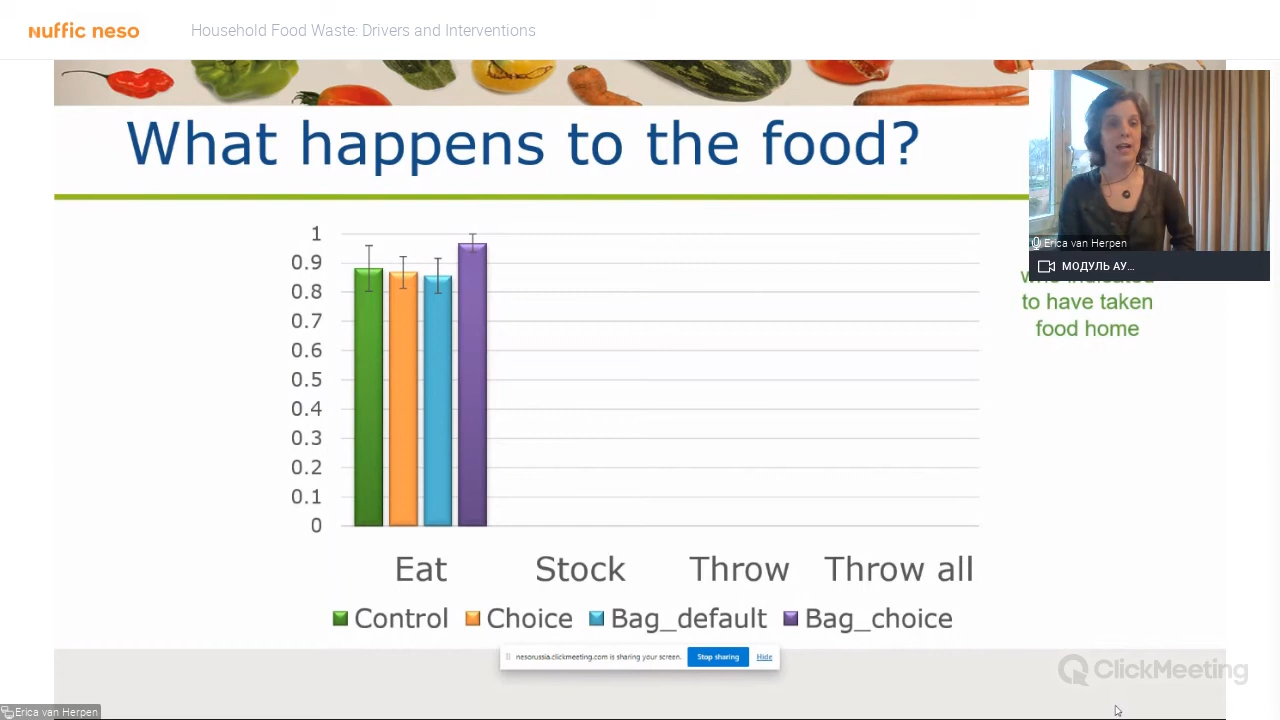 nuffic neso
Household Food Waste: Drivers and Interventions
What happens to the food?
Erica van Herpen
МОДУЛЬ АУ...
who indicated
to have taken
food home
1
0.9
0.8
0.7
0.6
0.5
0.4
0.3
0.2
0.1
0
Eat Stock Throw Throw all
Control Choice Bag_default Bag_choice
nesorussia.clickmeeting.com is sharing your screen. Stop sharing Hide
ClickMeeting
Erica van Herpen